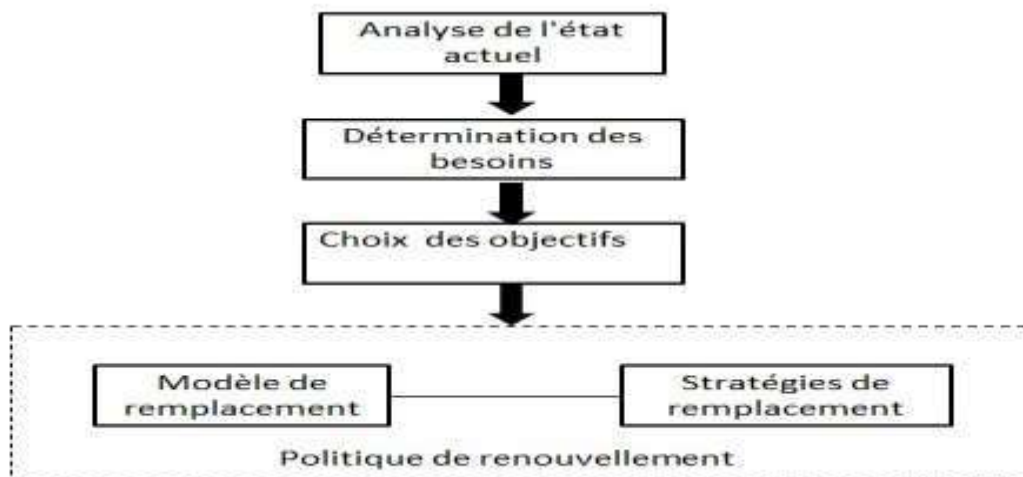 Analyse de l'état
actuel
Détermination des
besoins
Choix des objectifs
Modèle de
remplacement
Stratégies de
remplacement
Politique de renouvellement